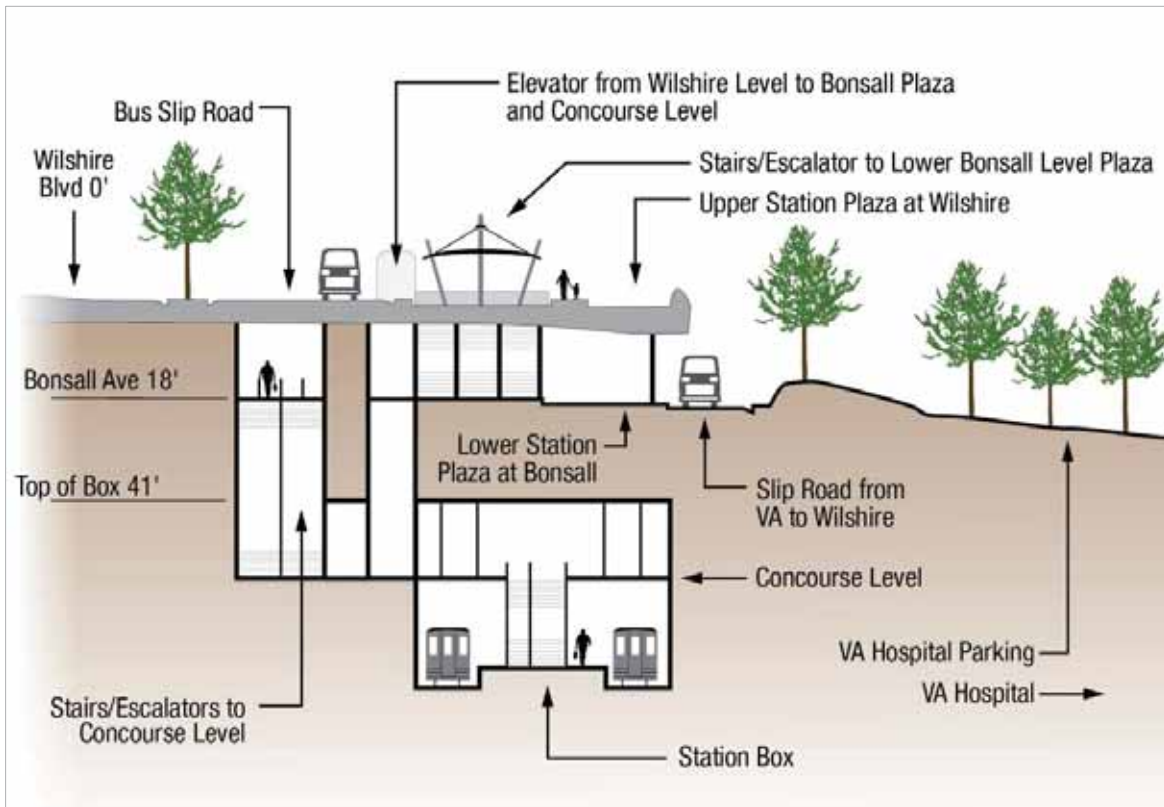 Elevator from Wilshire Level to Bonsall Plaza
and Concourse Level
Bus Slip Road
Wilshire
Blvd 0'
Stairs/Escalator to Lower Bonsall Level Plaza
Upper Station Plaza at Wilshire
Bonsall Ave 18'
Lower Station
Plaza at Bonsall
Top of Box 41'
Slip Road from
VA to Wilshire
Concourse Level
VA Hospital Parking
VA Hospital
Stairs/Escalators to
Concourse Level
Station Box